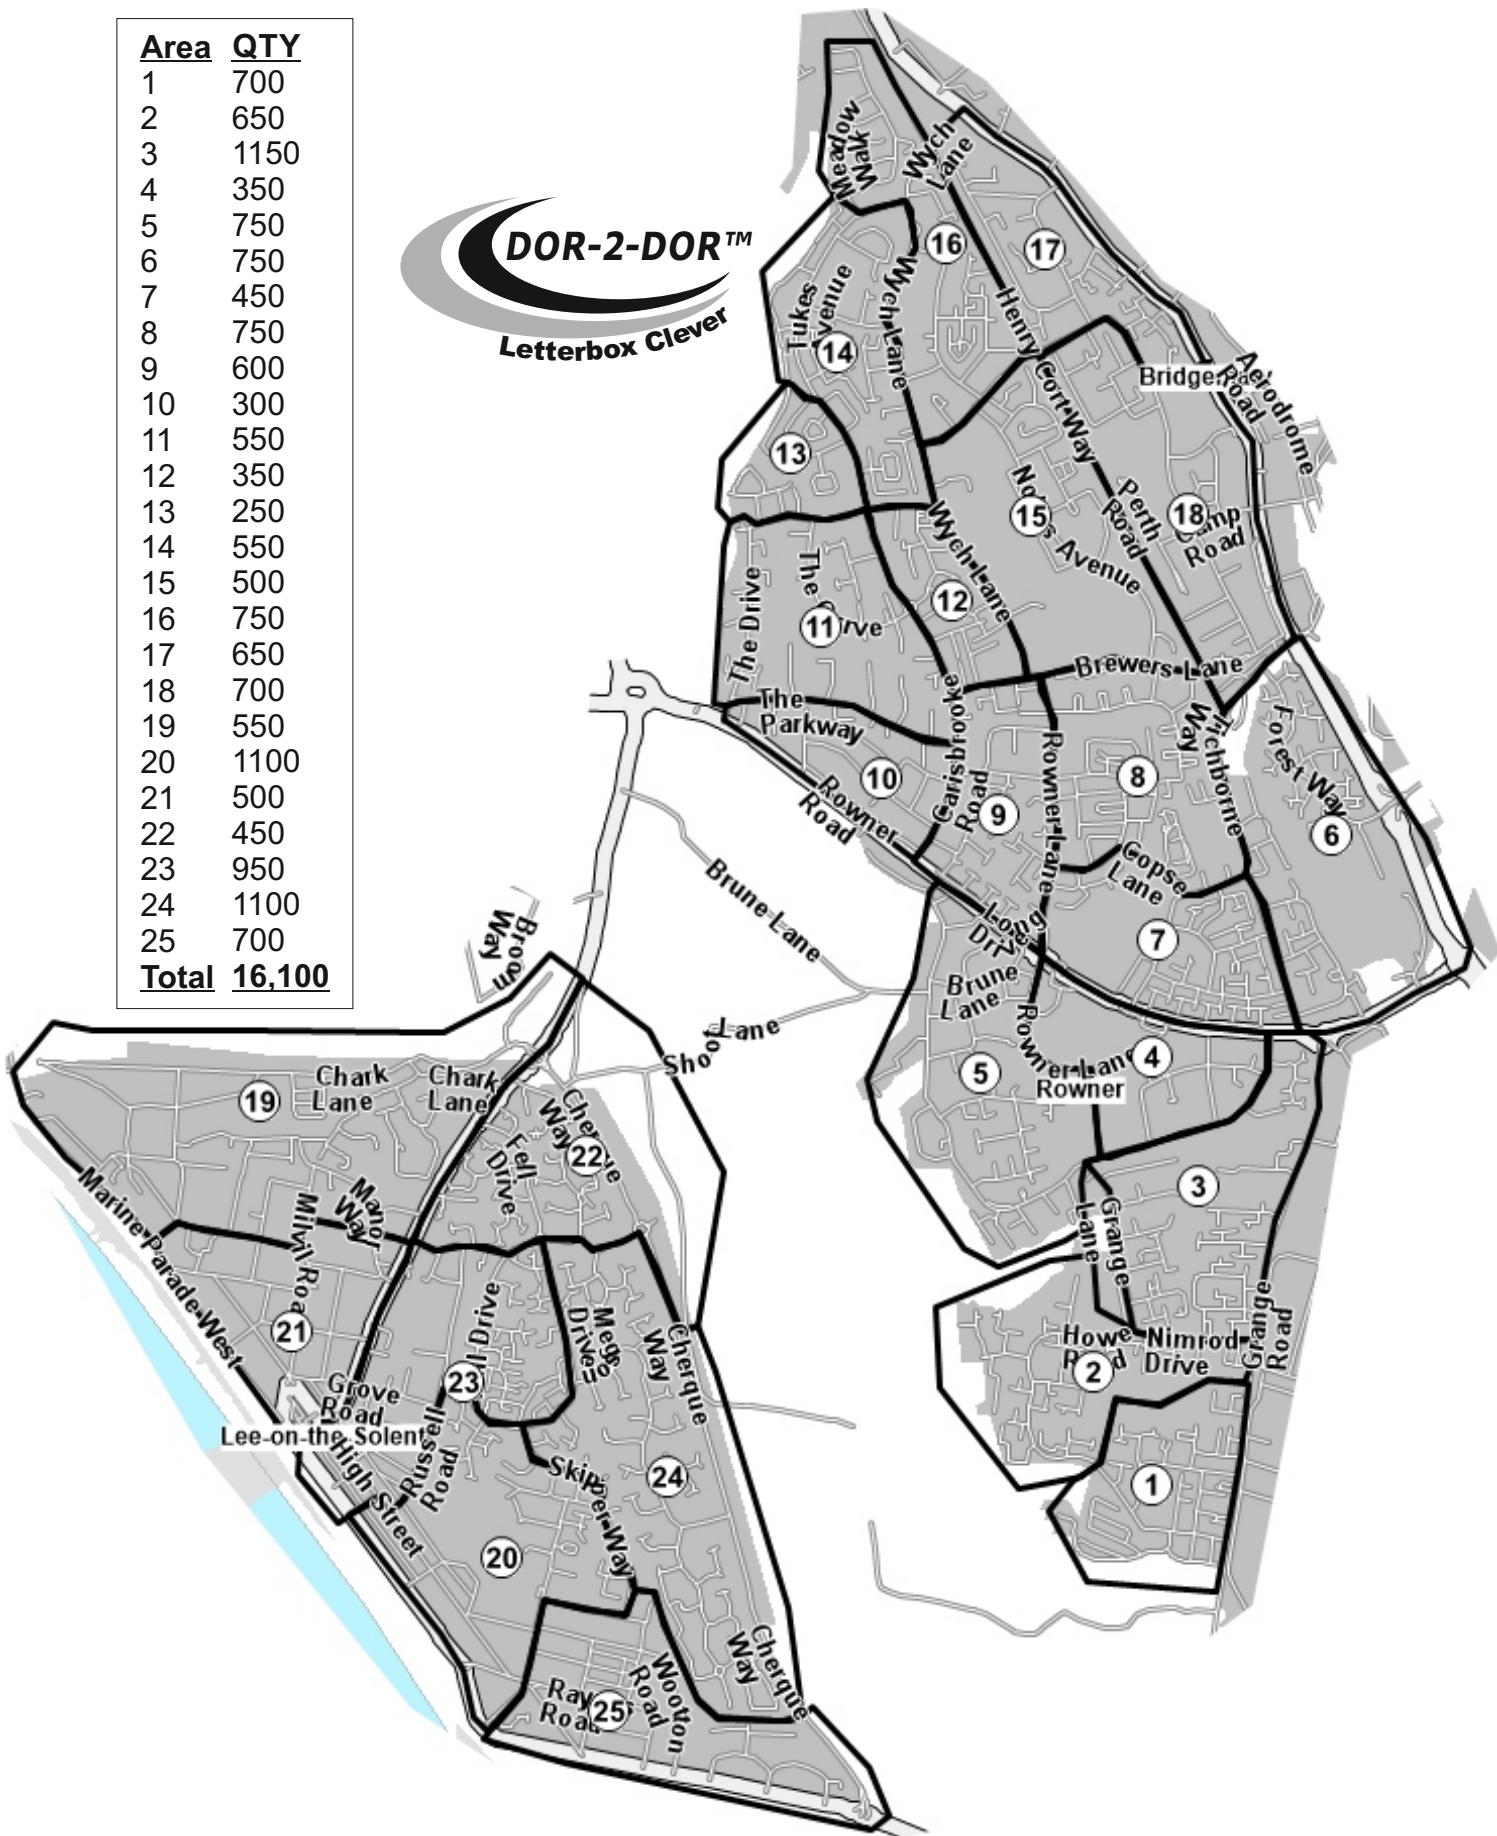 Area QTY
1 700
2 650
3 1150
4 350
5 750
6 750
7 450
8 750
9 600
10 300
11 550
12 350
13 250
14 550
15 500
16 750
17 650
18 700
19 550
20 1100
21 500
22 450
23 950
24 1100
25 700
Total 16,100
DOR-2-DOR™
Letterbox Clever
Meadow
Walk
Wych
Lane
16
17
Tukes
14
Wych Lane
Henry Cort Way
Aerodrome
Road
13
15
Avenue
Perth
Road
18
Road
Wych Lane
12
The Drive
The
11
Brewers Lane
The
Parkway
10
Carisbrooke
Road
9
Rowner Lane
8
Tichborne
Way
Forest Way
6
Rowner
Road
Copse
Lane
7
Brune Lane
Long
Drive
Brune
Lane
Broom
Way
Shoot Lane
5
Rowner Lane
4
Rowner
Chark
Lane
Chark
Lane
19
Cherque
Way
22
Fell
Drive
3
Grange
Lane
Manor
Way
Milvil Road
Marine Parade West
21
Drive
23
Drive
Cherque
Way
Howe
Road
2
Nimrod
Drive
Grange
Road
Grove
Road
Lee-on-the-Solent
High Street
Russell
Road
Skipper Way
24
1
20
Cherque
Way
Wootton
Road
Road
25